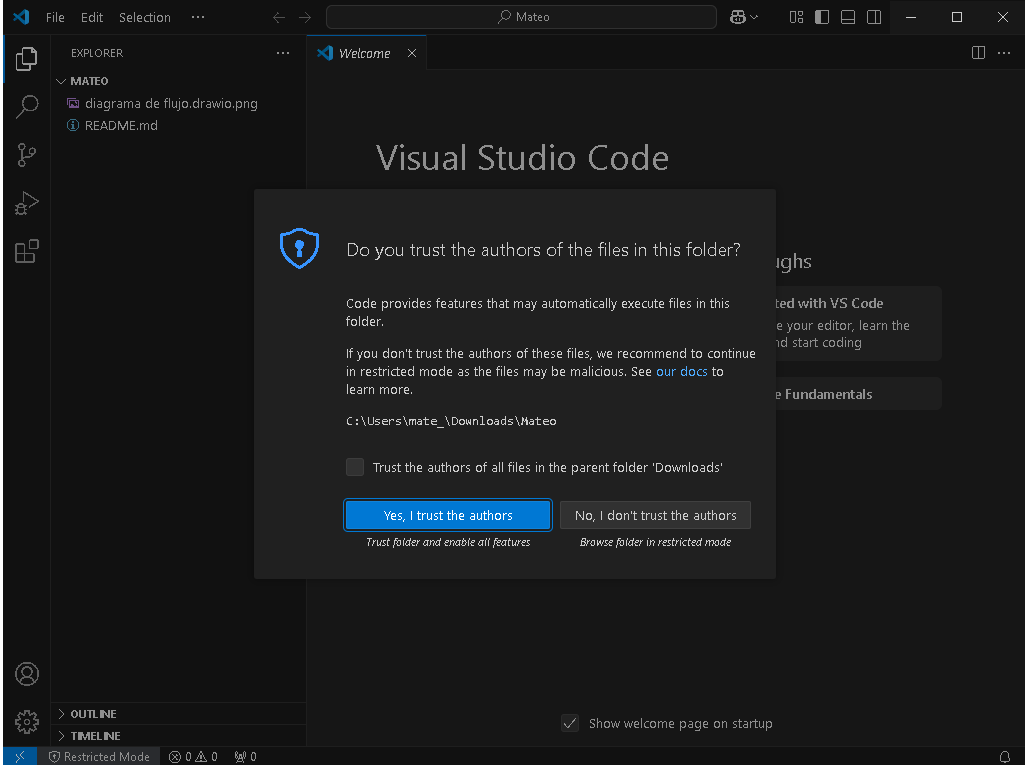 File Edit Selection ···
Mateo
EXPLORER ···
Welcome
MATEO
diagrama de flujo.drawio.png
README.md
Visual Studio Code
Do you trust the authors of the files in this folder?
ughs
Code provides features that may automatically execute files in this
folder.
ted with VS Code
e your editor, learn the
nd start coding
If you don't trust the authors of these files, we recommend to continue
in restricted mode as the files may be malicious. See our docs to
learn more.
e Fundamentals
C:\Users\mate_\Downloads\Mateo
Trust the authors of all files in the parent folder 'Downloads'
Yes, I trust the authors
No, I don't trust the authors
Trust folder and enable all features
Browse folder in restricted mode
OUTLINE
Show welcome page on startup
TIMELINE
Restricted Mode 0 0 0